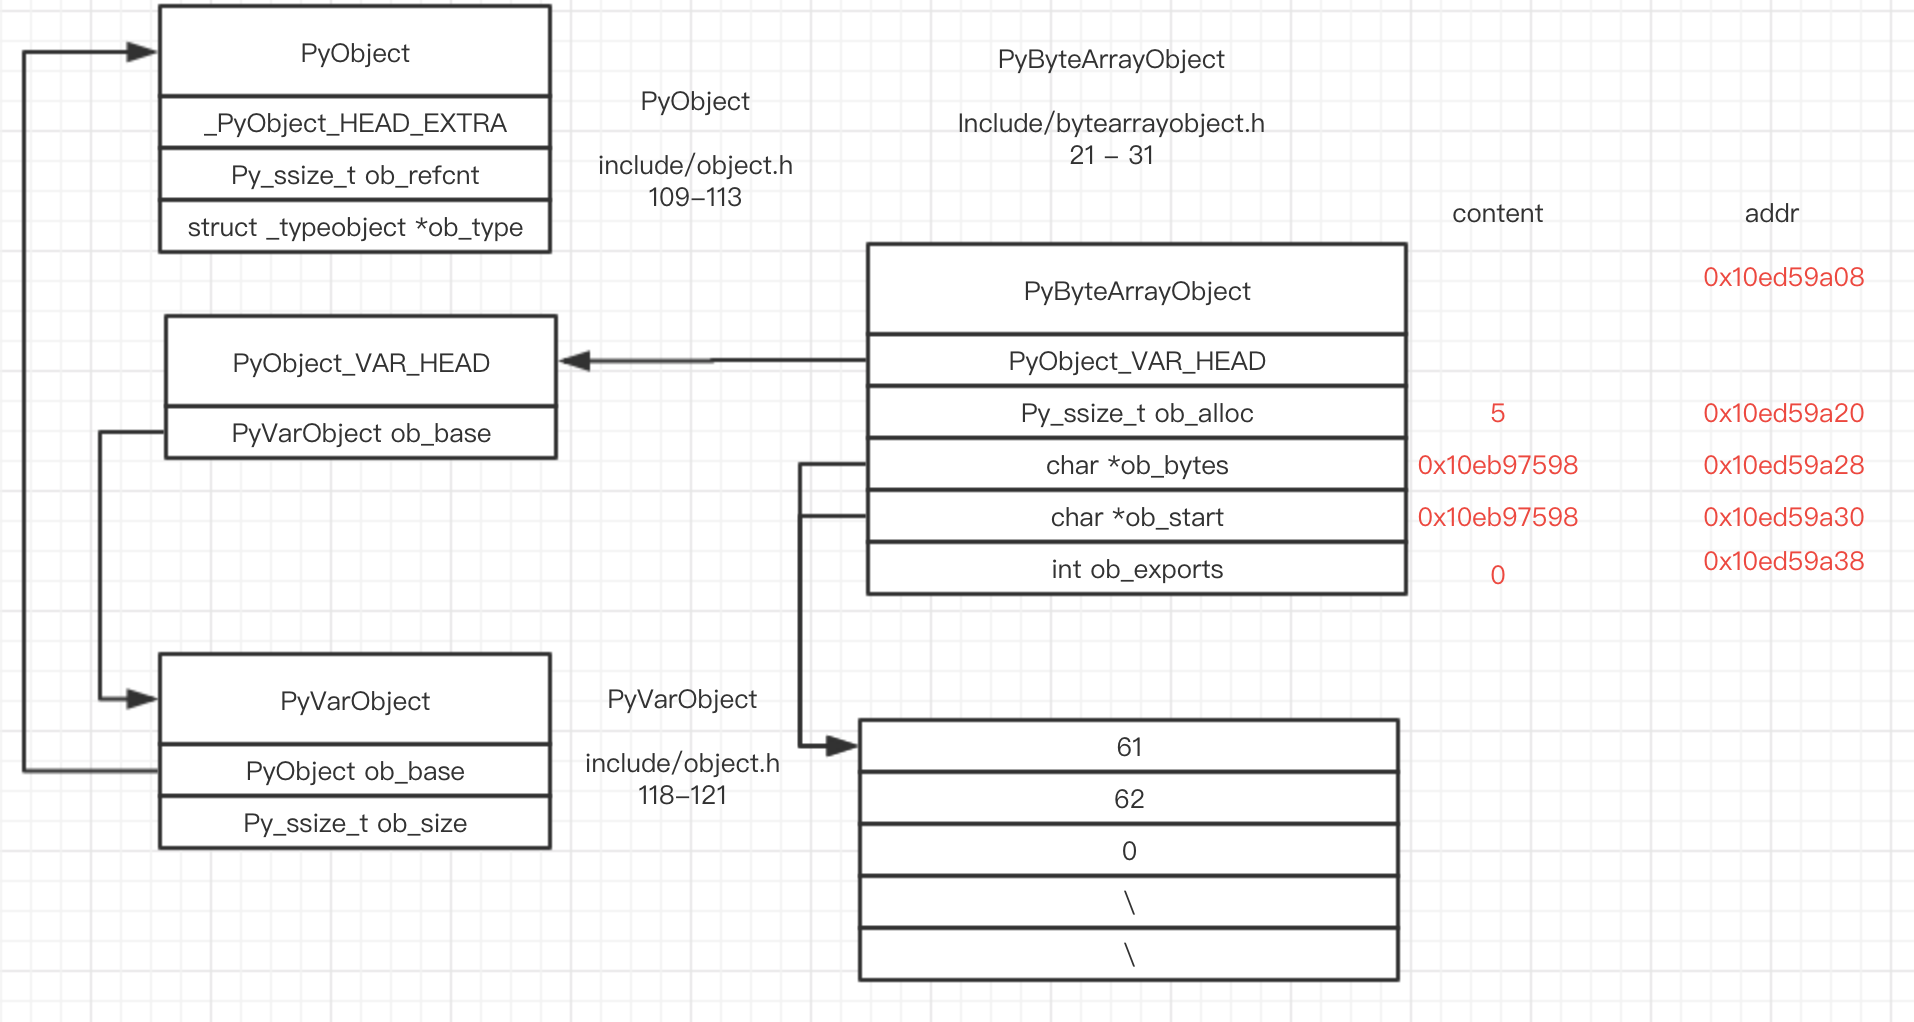 PyObject
_PyObject_HEAD_EXTRA
Py_ssize_t ob_refcnt
struct _typeobject *ob_type
PyObject
include/object.h
109–113
PyByteArrayObject
Include/bytearrayobject.h
21 – 31
content
addr
PyObject_VAR_HEAD
PyVarObject ob_base
PyByteArrayObject
0x10ed59a08
PyObject_VAR_HEAD
Py_ssize_t ob_alloc
5
0x10ed59a20
char *ob_bytes
0x10eb97598
0x10ed59a28
char *ob_start
0x10eb97598
0x10ed59a30
int ob_exports
0
0x10ed59a38
PyVarObject
PyObject ob_base
Py_ssize_t ob_size
PyVarObject
include/object.h
118–121
61
62
0
\
\